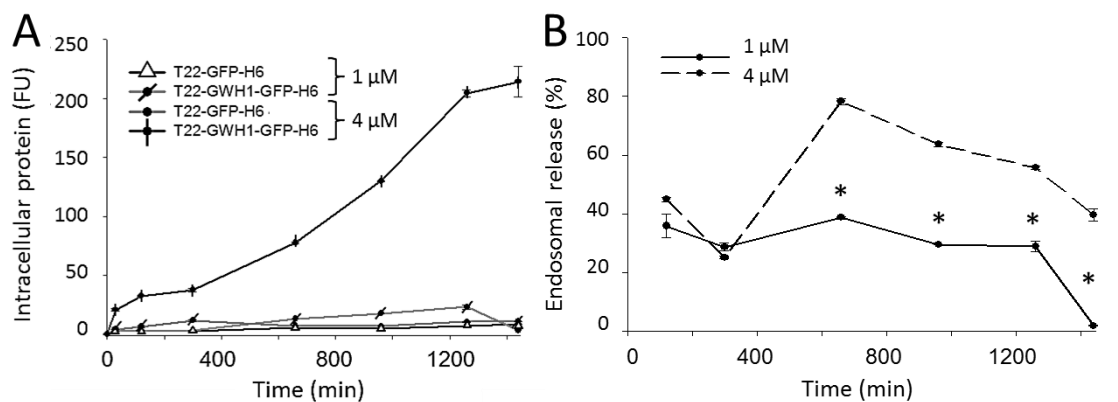 A
Intracellular protein (FU)
250
200
150
100
50
0
T22-GFP-H6
T22-GWH1-GFP-H6
1 µM
T22-GFP-H6
T22-GWH1-GFP-H6
4 µM
0 400 800 1200
Time (min)
B
Endosomal release (%)
100
80
60
40
20
0
1 µM
4 µM
*
*
*
*
0 400 800 1200
Time (min)